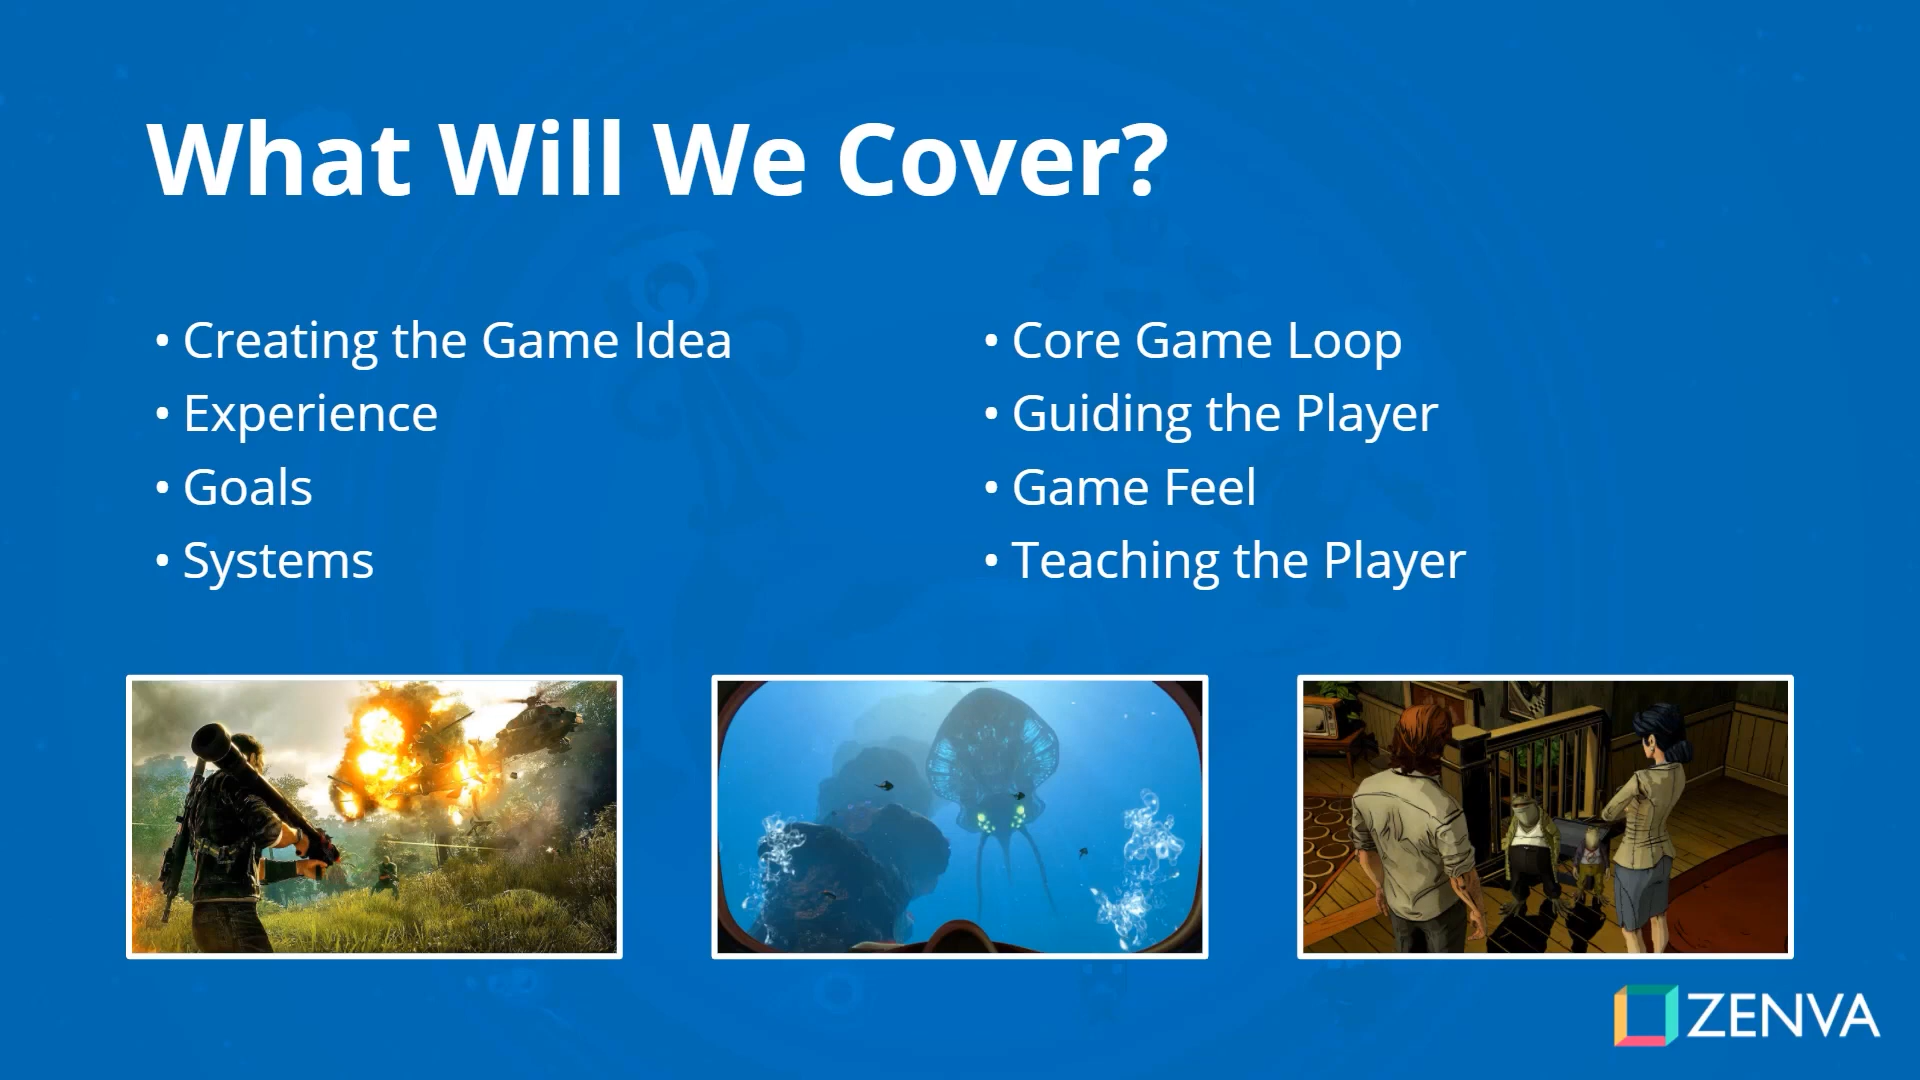 What Will We Cover?
• Creating the Game Idea
• Experience
• Goals
• Systems
• Core Game Loop
• Guiding the Player
• Game Feel
• Teaching the Player
ZENVA